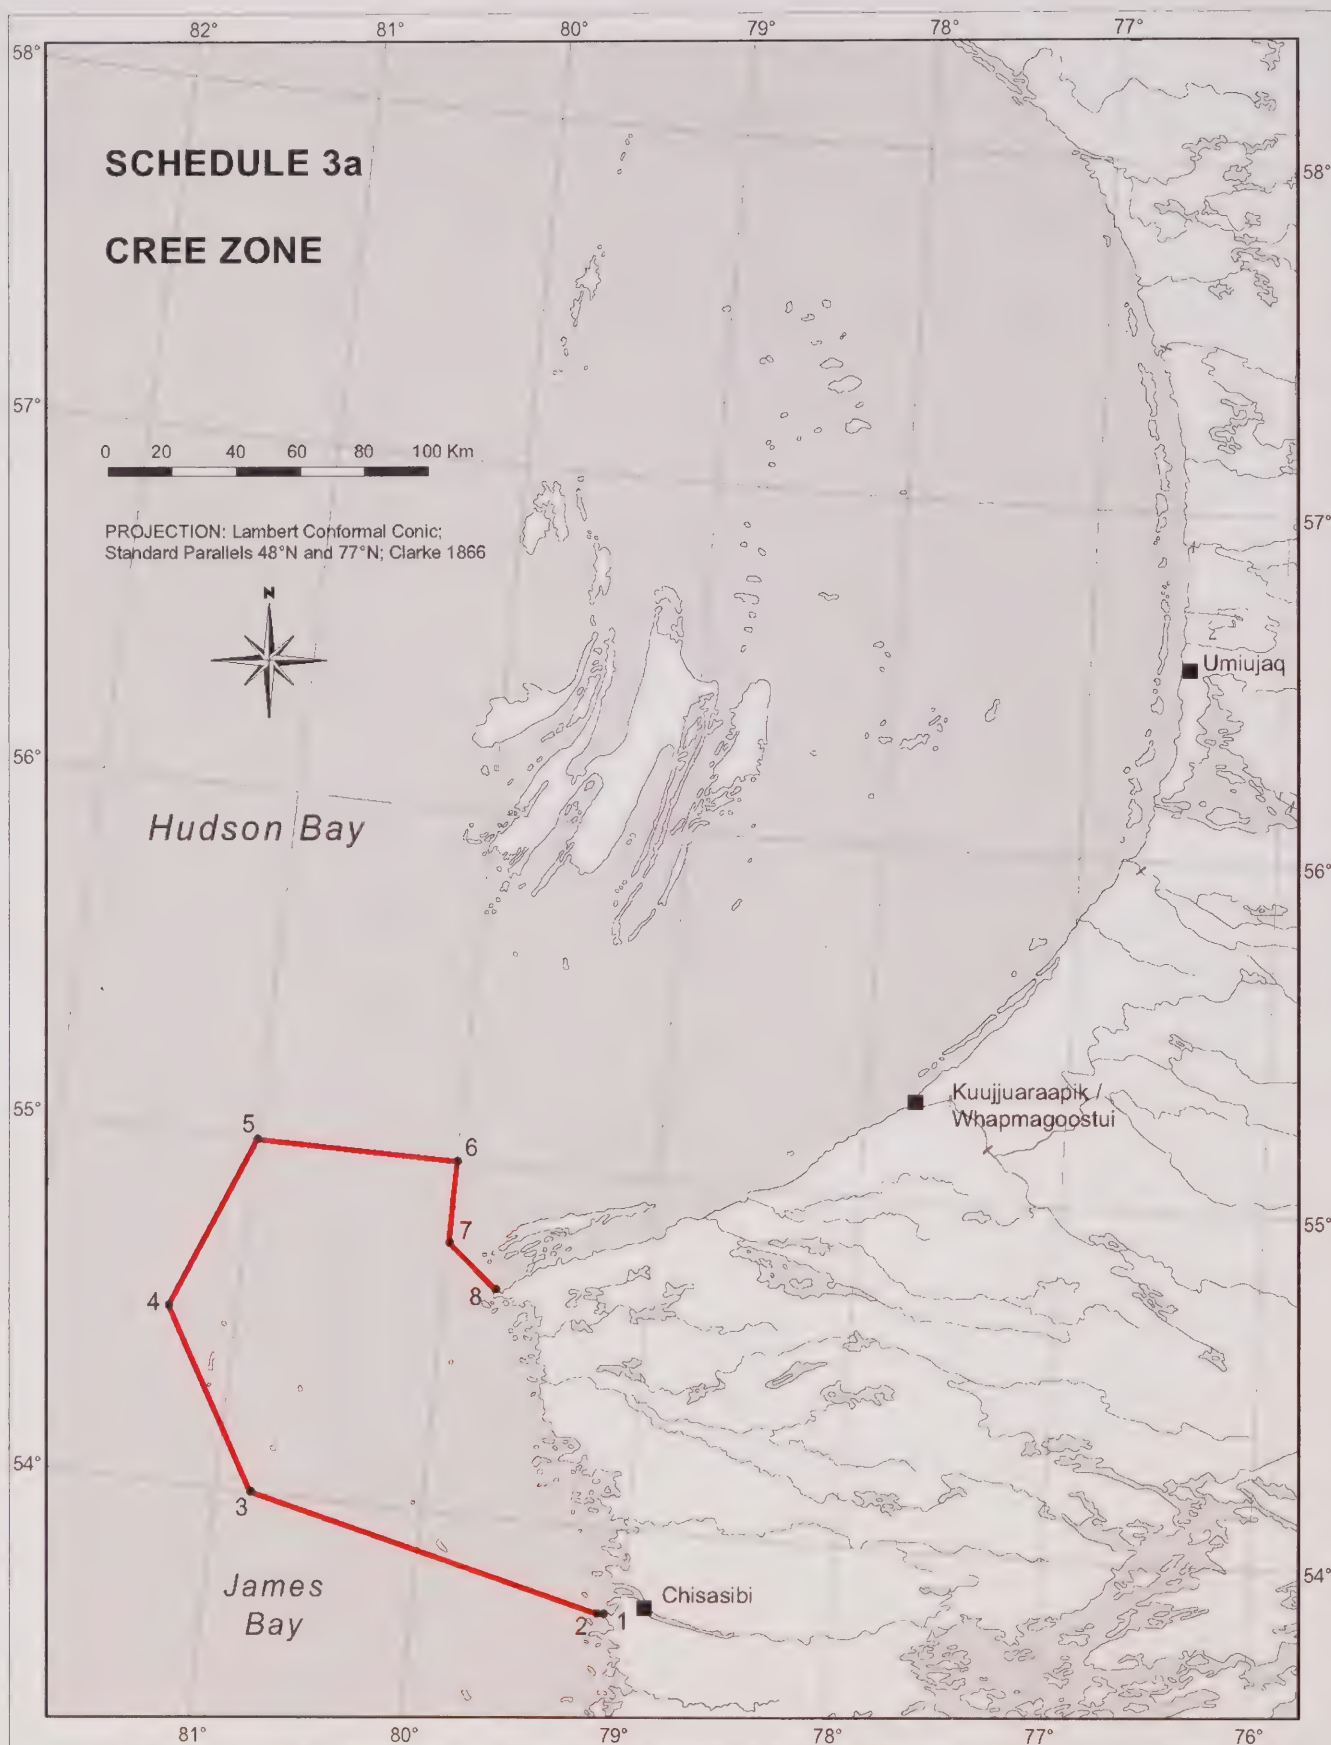 82° 81° 80° 79° 78° 77°
58°
SCHEDULE 3a
58°
CREE ZONE
57°
0 20 40 60 80 100 Km
57°
PROJECTION: Lambert Conformal Conic;
Standard Parallels 48°N and 77°N; Clarke 1866
N
Umiujaq
56°
Hudson Bay
56°
Kuujjuaraapik /
Whapmagoostui
55°
5
6
55°
7
8
4
54°
3
James
Bay
54°
Chisasibi
2 1
81° 80° 79° 78° 77° 76°